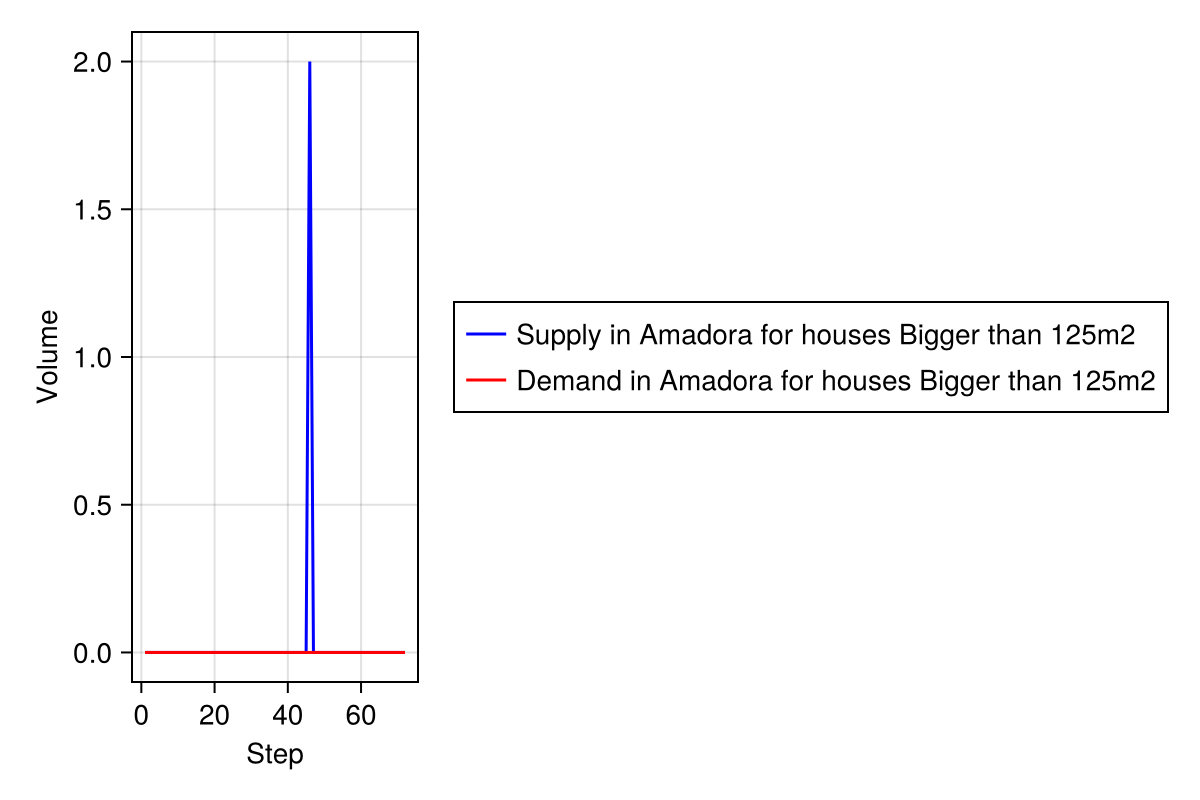 2.0
1.5
1.0
0.5
0.0
Volume
0 20 40 60
Step
Supply in Amadora for houses Bigger than 125m2
Demand in Amadora for houses Bigger than 125m2